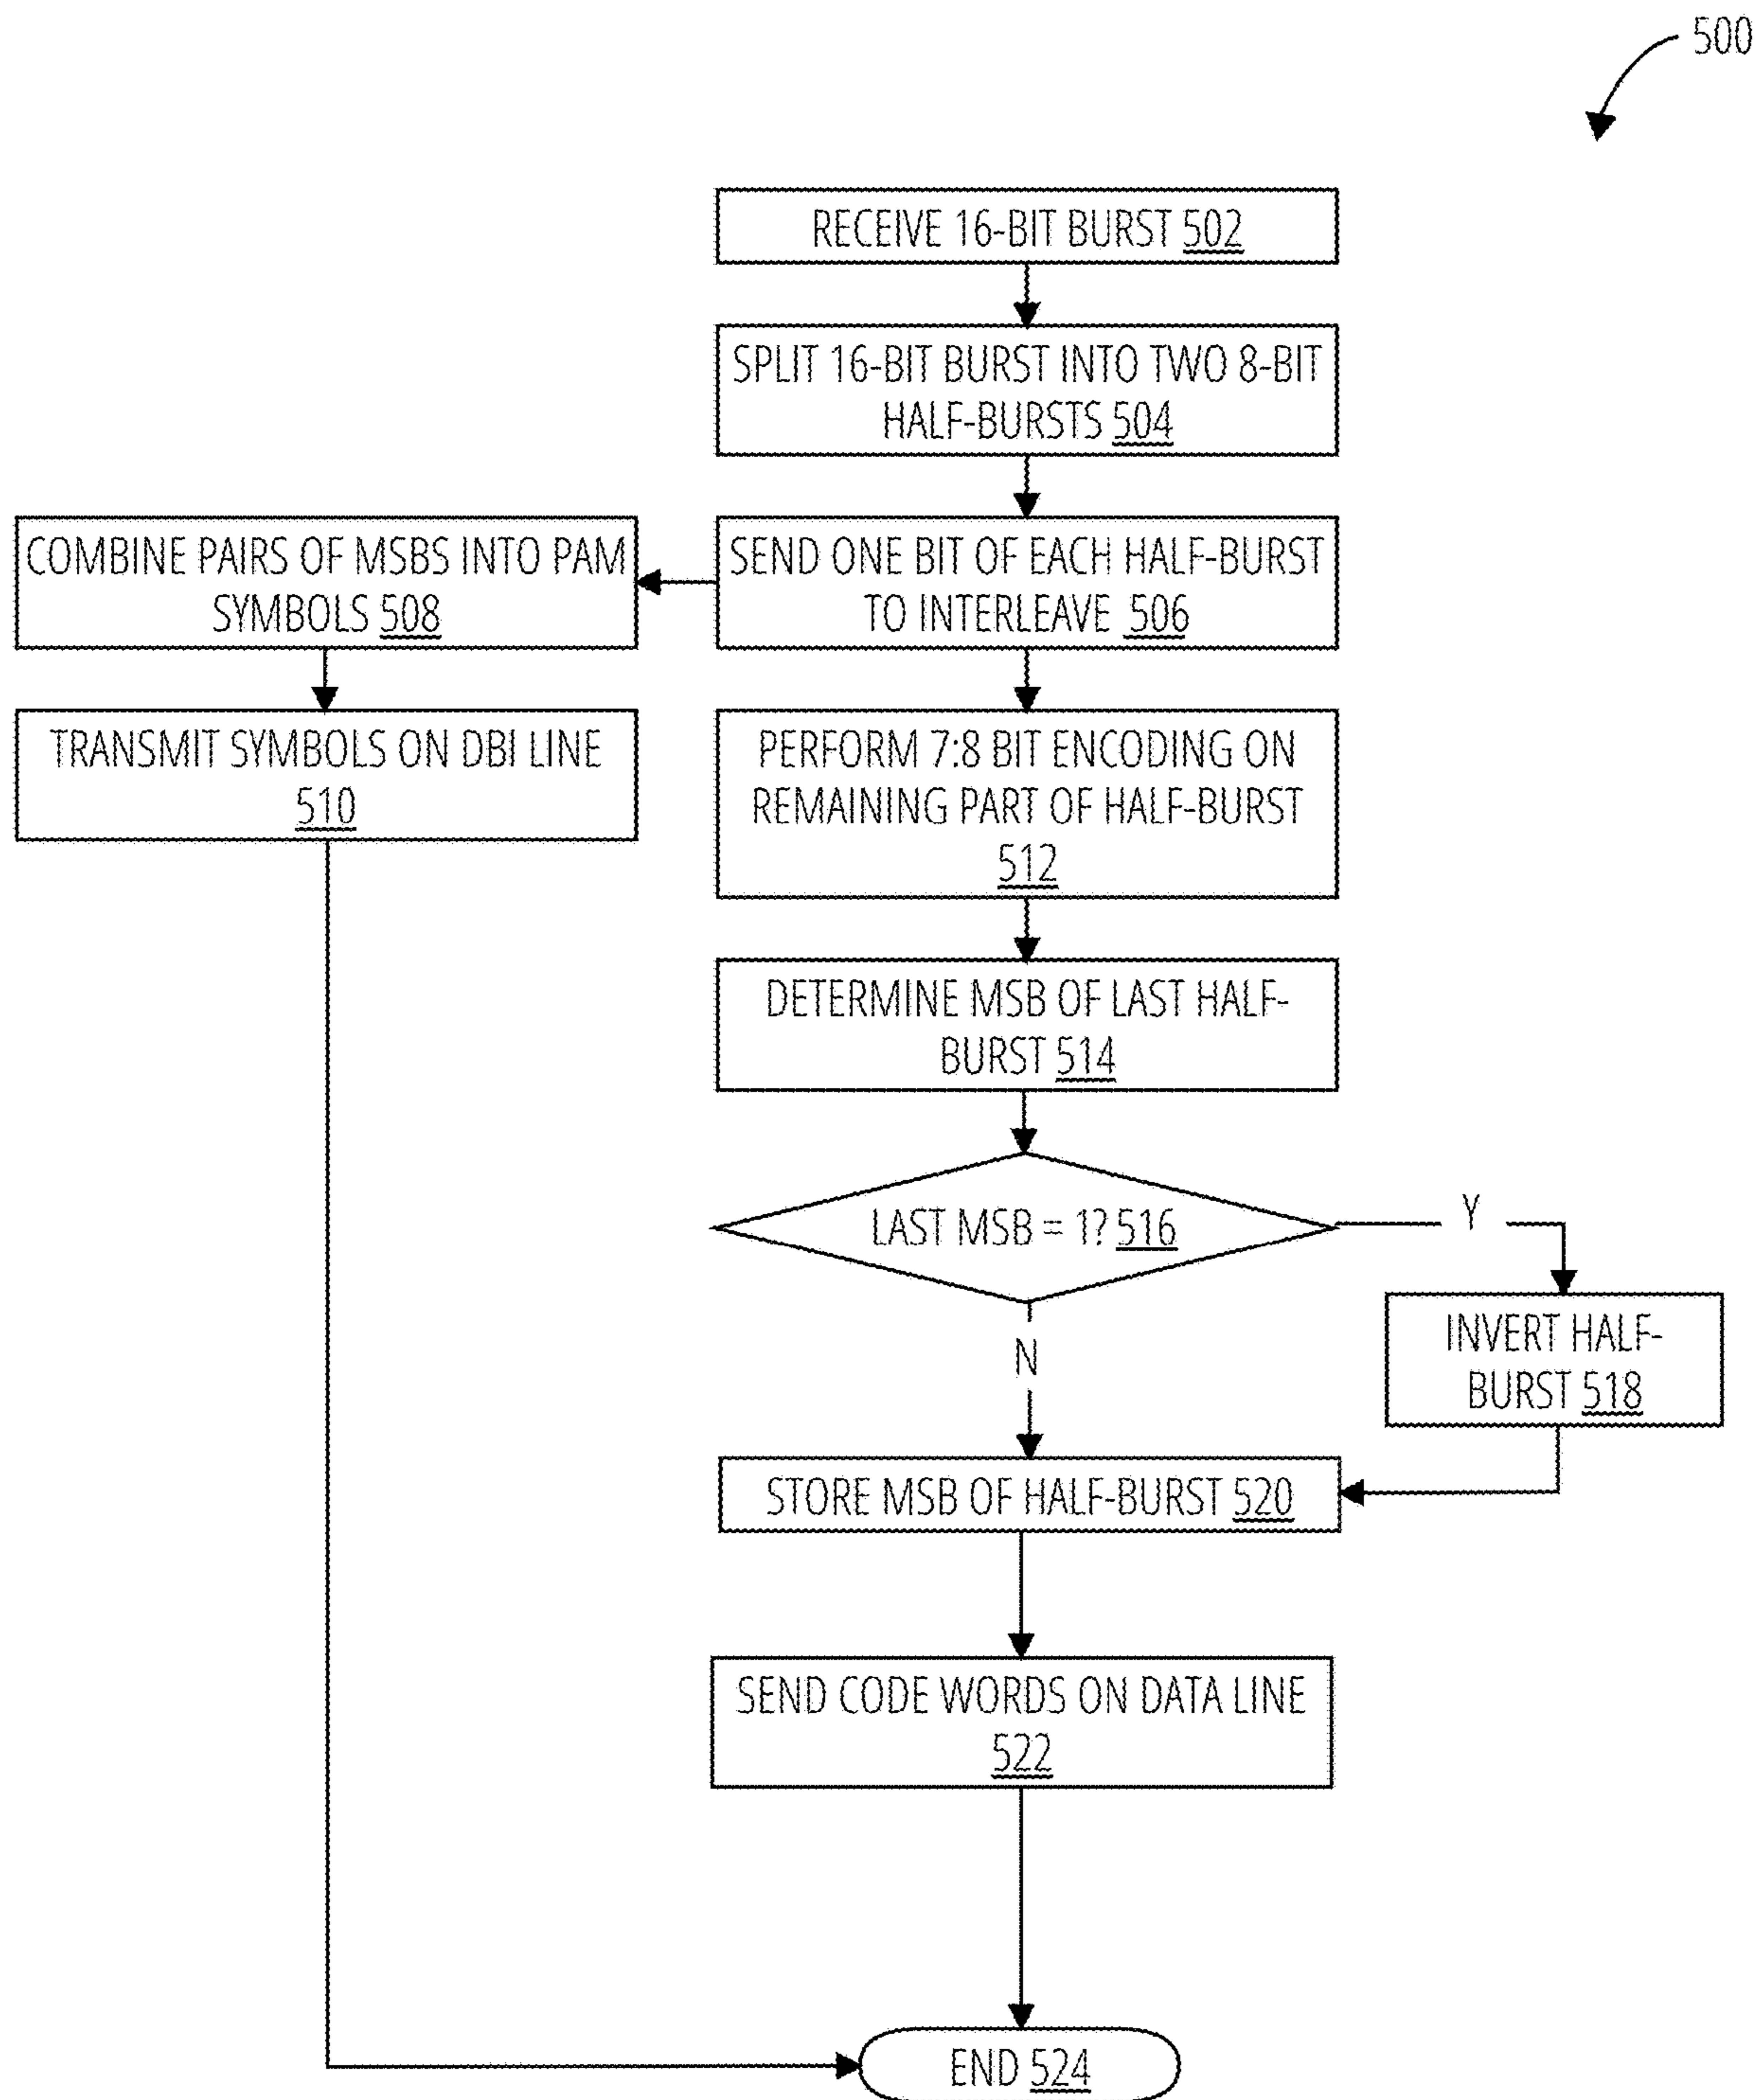 500
RECEIVE 16-BIT BURST 502
SPLIT 16-BIT BURST INTO TWO 8-BIT
HALF-BURSTS 504
SEND ONE BIT OF EACH HALF-BURST
TO INTERLEAVE 506
COMBINE PAIRS OF MSBS INTO PAM
SYMBOLS 508
TRANSMIT SYMBOLS ON DBI LINE
510
PERFORM 7:8 BIT ENCODING ON
REMAINING PART OF HALF-BURST
512
DETERMINE MSB OF LAST HALF-
BURST 514
LAST MSB = 1? 516
Y
N
INVERT HALF-
BURST 518
STORE MSB OF HALF-BURST 520
SEND CODE WORDS ON DATA LINE
522
END 524